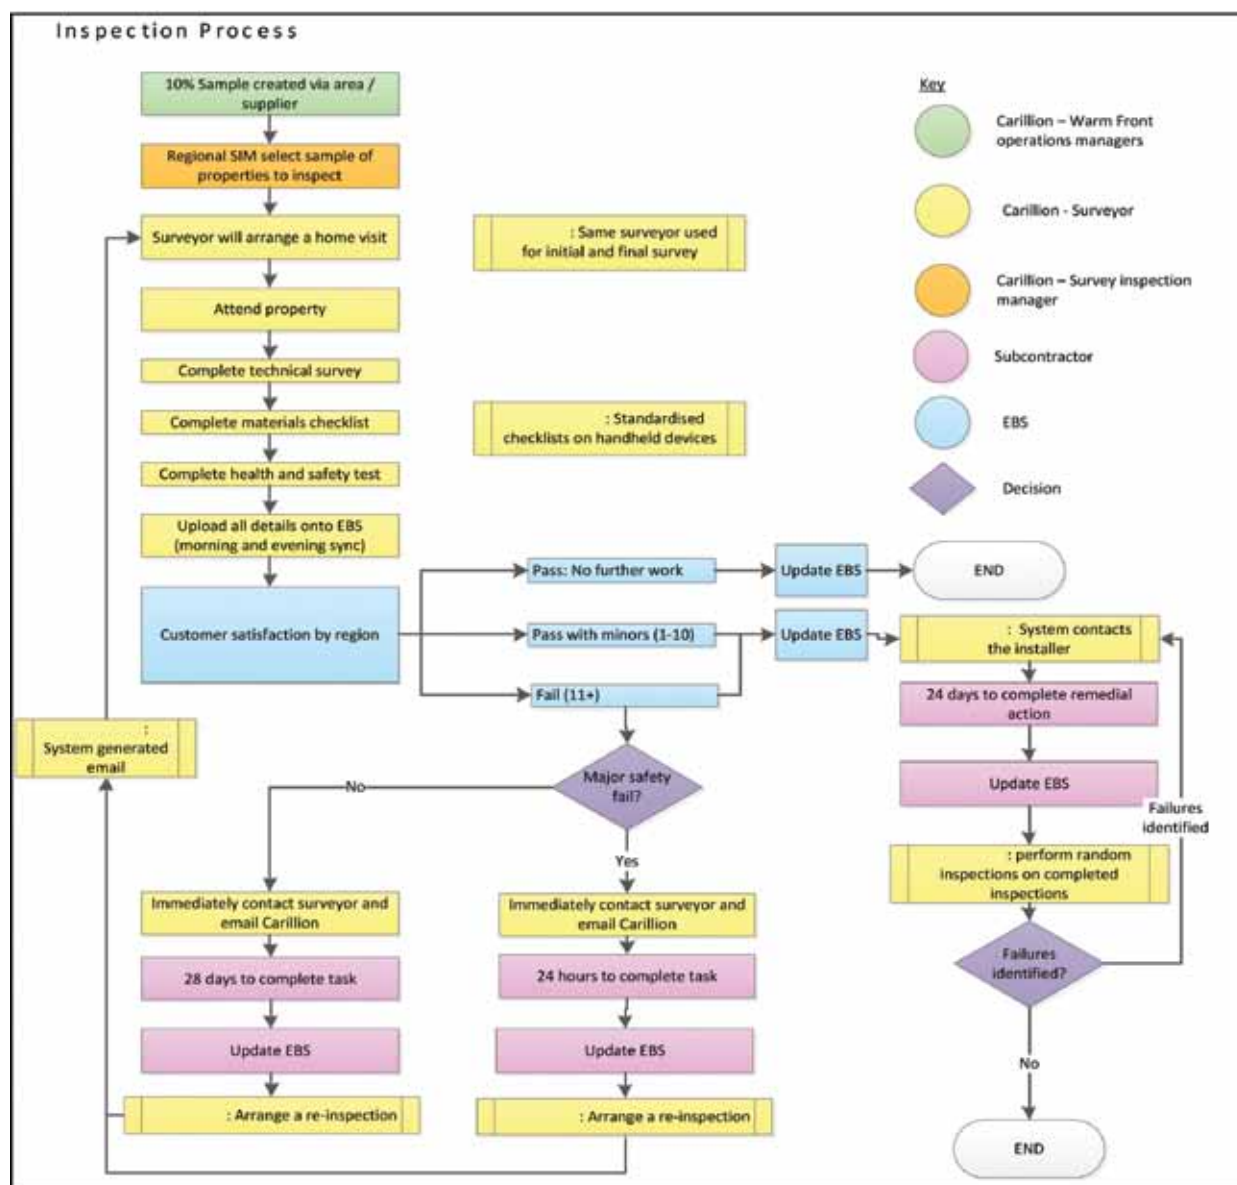 Inspection Process
10% Sample created via area /
supplier
Regional SIM select sample of
properties to inspect
Surveyor will arrange a home visit
Attend property
Complete technical survey
Complete materials checklist
Complete health and safety test
Upload all details onto EBS
(morning and evening sync)
Customer satisfaction by region
: Same surveyor used
for initial and final survey
: Standardised
checklists on handheld devices
Key
Carillion – Warm Front
operations managers
Carillion - Surveyor
Carillion – Survey inspection
manager
Subcontractor
EBS
Decision
Pass: No further work
Update EBS
END
Pass with minors (1-10)
Update EBS
Fail (11+)
: System contacts
the installer
24 days to complete remedial
action
Update EBS
Failures
identified
: perform random
inspections on completed
inspections
Failures
identified?
No
END
:
System generated
email
Major safety
fail?
No
Yes
Immediately contact surveyor and
email Carillion
28 days to complete task
Update EBS
: Arrange a re-inspection
Immediately contact surveyor and
email Carillion
24 hours to complete task
Update EBS
: Arrange a re-inspection